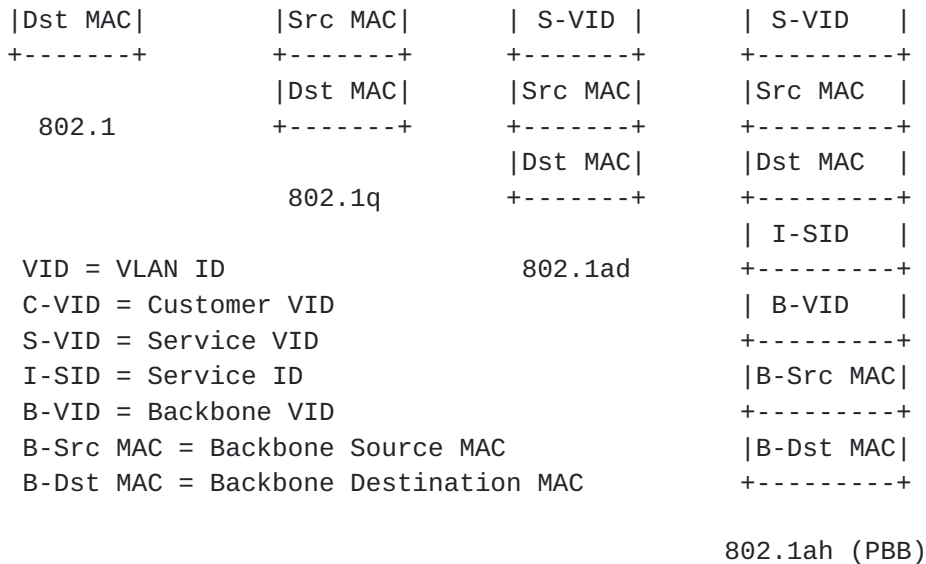 |Dst MAC|        |Src MAC|      | S-VID |      | S-VID   |
+-------+        +-------+      +-------+      +---------+
                 |Dst MAC|      |Src MAC|      |Src MAC  |
  802.1          +-------+      +-------+      +---------+
                                |Dst MAC|      |Dst MAC  |
                  802.1q        +-------+      +---------+
                                               | I-SID   |
 VID = VLAN ID                   802.1ad       +---------+
 C-VID = Customer VID                          | B-VID   |
 S-VID = Service VID                           +---------+
 I-SID = Service ID                            |B-Src MAC|
 B-VID = Backbone VID                          +---------+
 B-Src MAC = Backbone Source MAC               |B-Dst MAC|
 B-Dst MAC = Backbone Destination MAC          +---------+
                                              802.1ah (PBB)